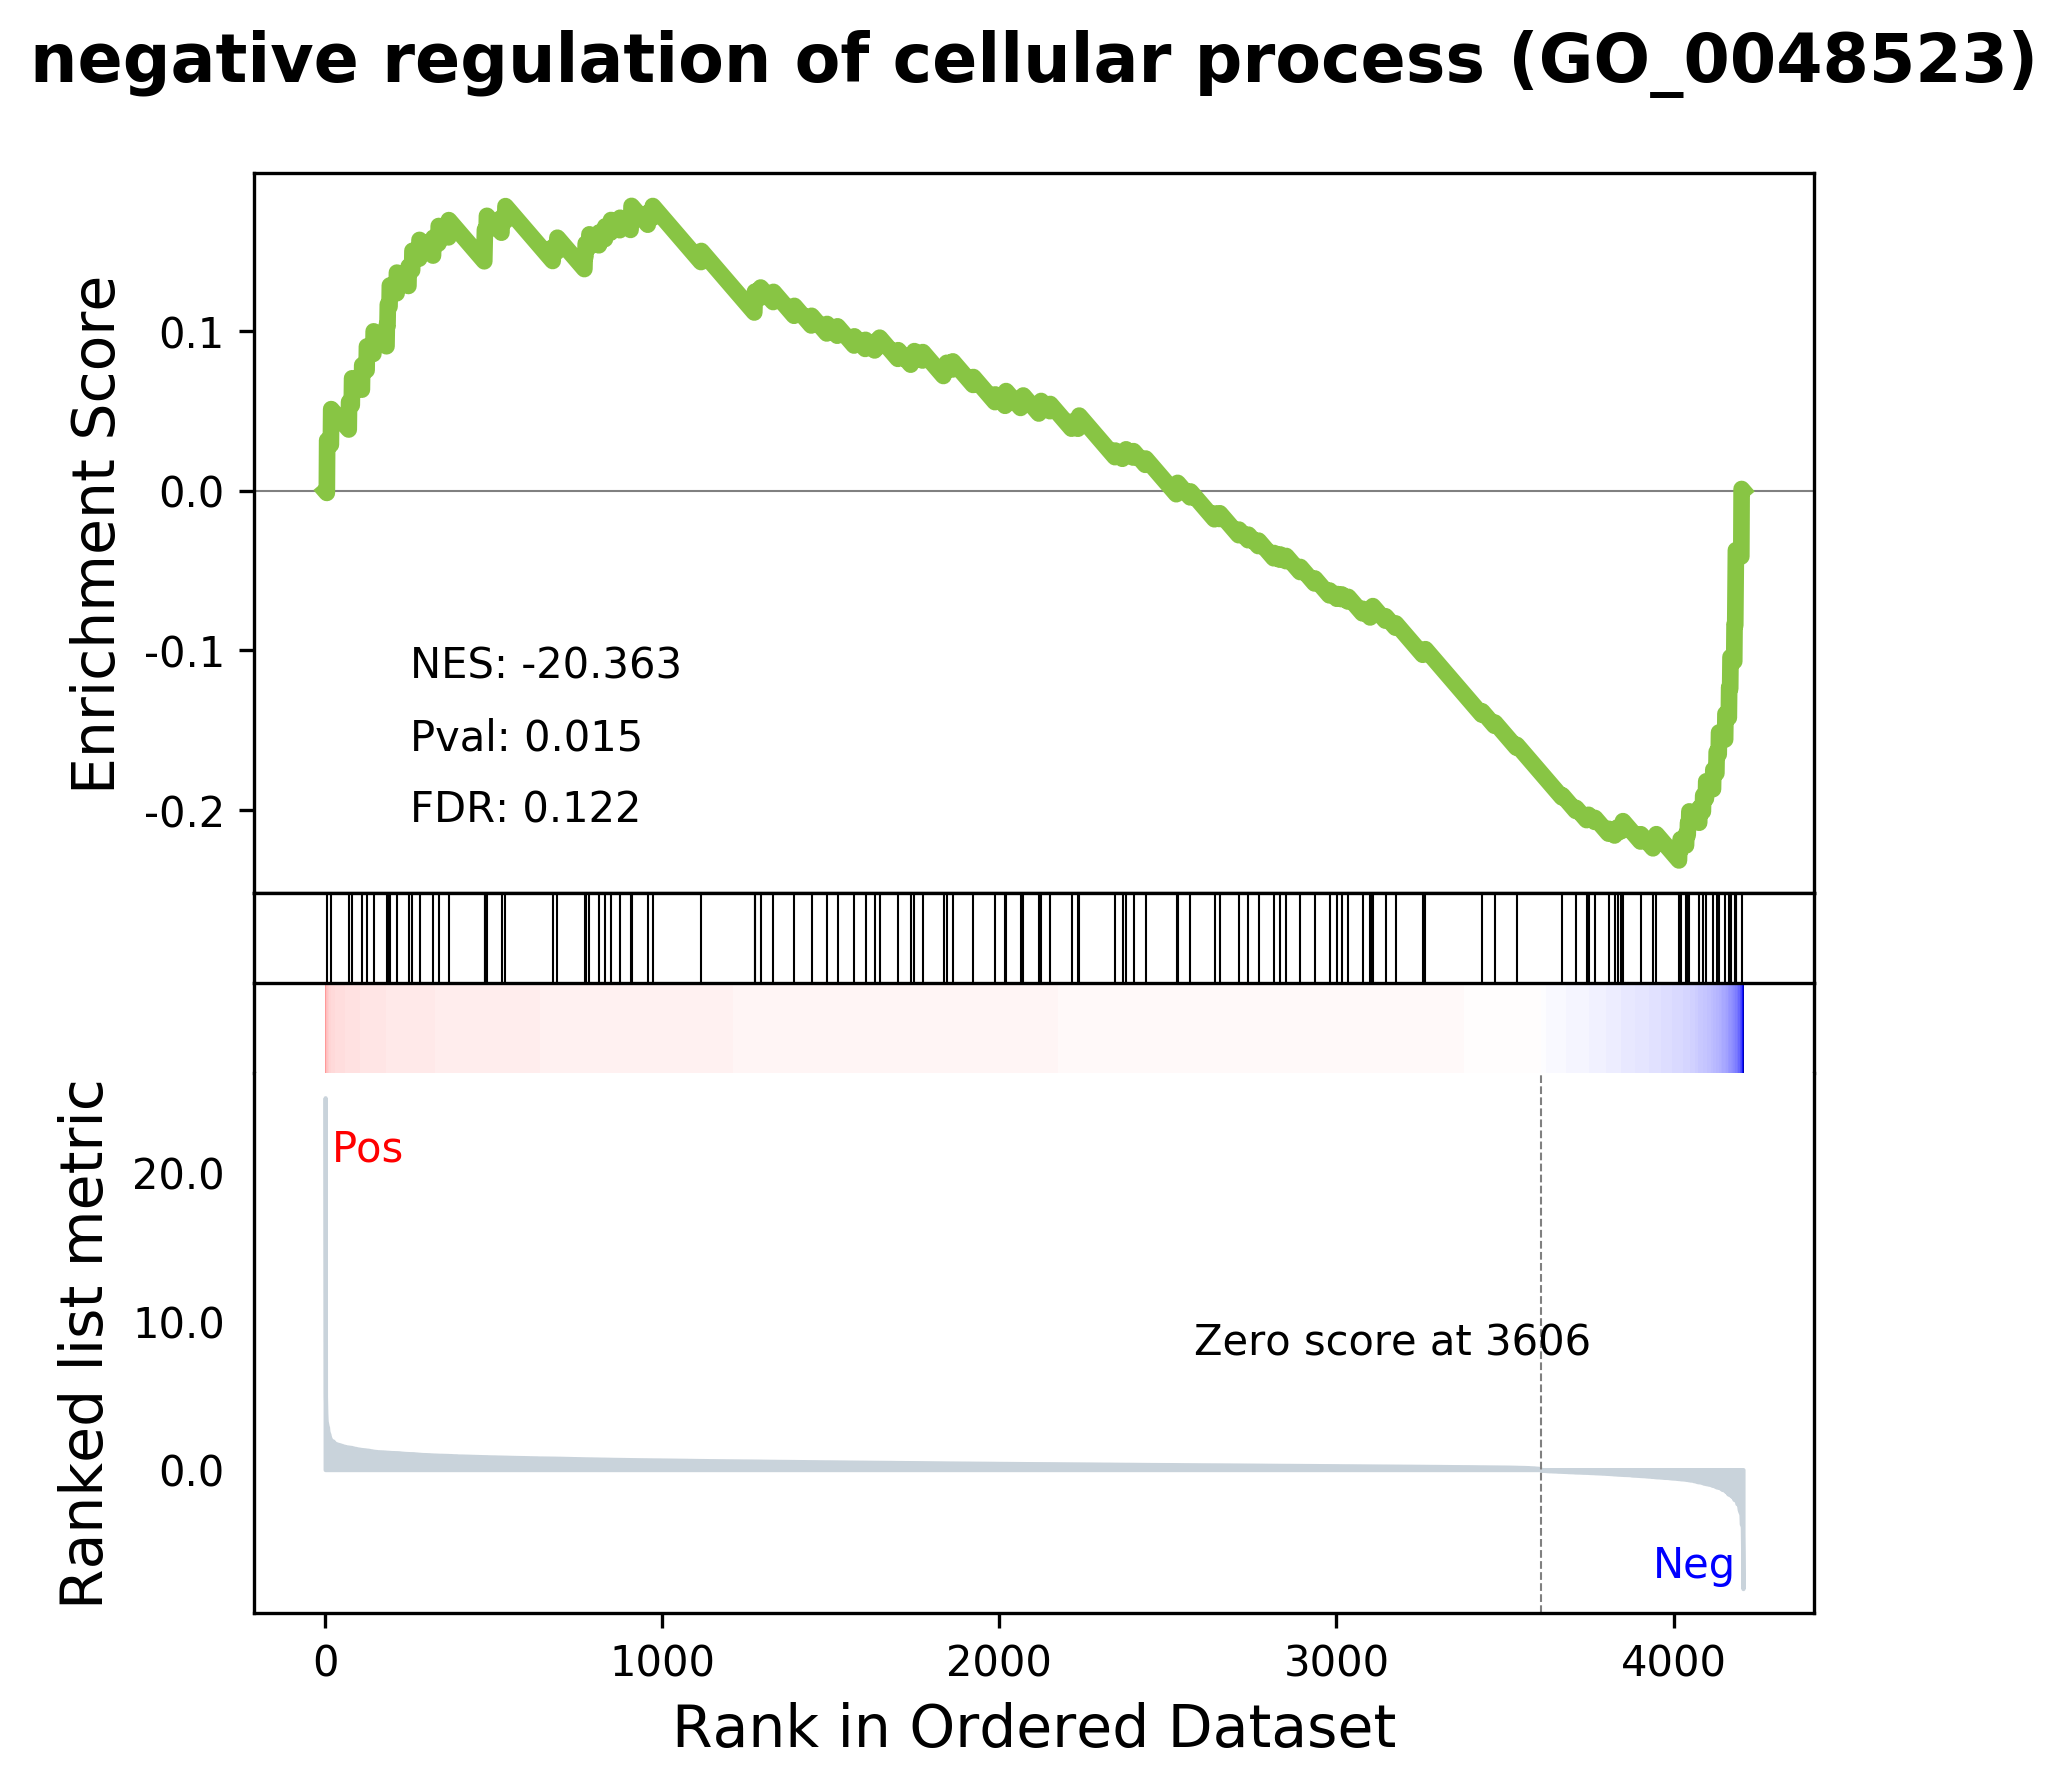 negative regulation of cellular process (GO_0048523)
Enrichment Score
0.1
0.0
-0.1
-0.2
NES: -20.363
Pval: 0.015
FDR: 0.122
Ranked list metric
20.0
10.0
0.0
Pos
Zero score at 3606
Neg
0 1000 2000 3000 4000
Rank in Ordered Dataset